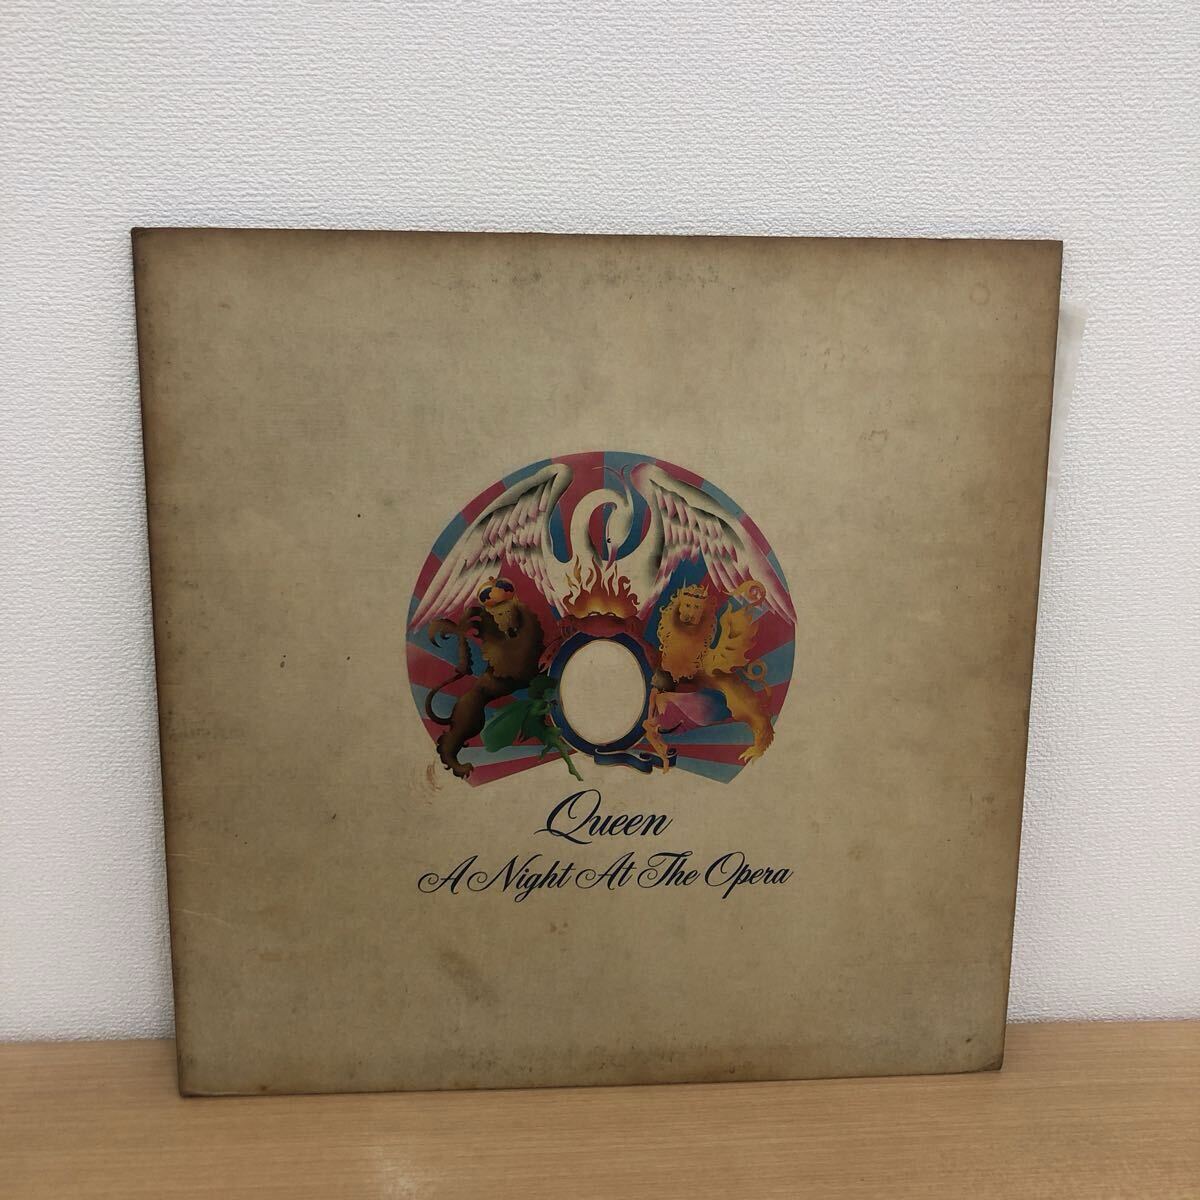 Queen
A Night At The Opera